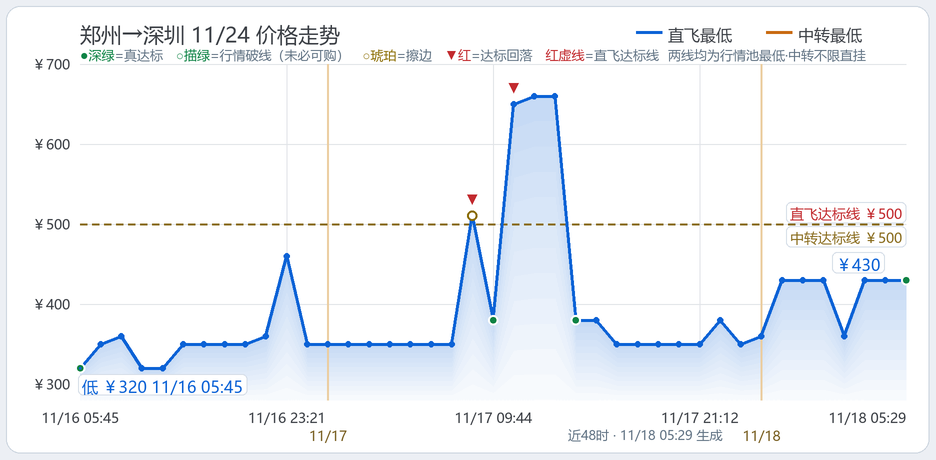 郑州→深圳 11/24 价格走势
直飞最低 中转最低
●深绿=真达标 ○描绿=行情破线（未必可购） ○琥珀=擦边 ▼红=达标回落 红虚线=直飞达标线 两线均为行情池最低·中转不限直挂
¥700
¥600
¥500
¥400
¥300
直飞达标线 ¥500
中转达标线 ¥500
¥430
低 ¥320 11/16 05:45
11/16 05:45 11/16 23:21 11/17 09:44 11/17 21:12 11/18 05:29
11/17 近48时 · 11/18 05:29 生成 11/18